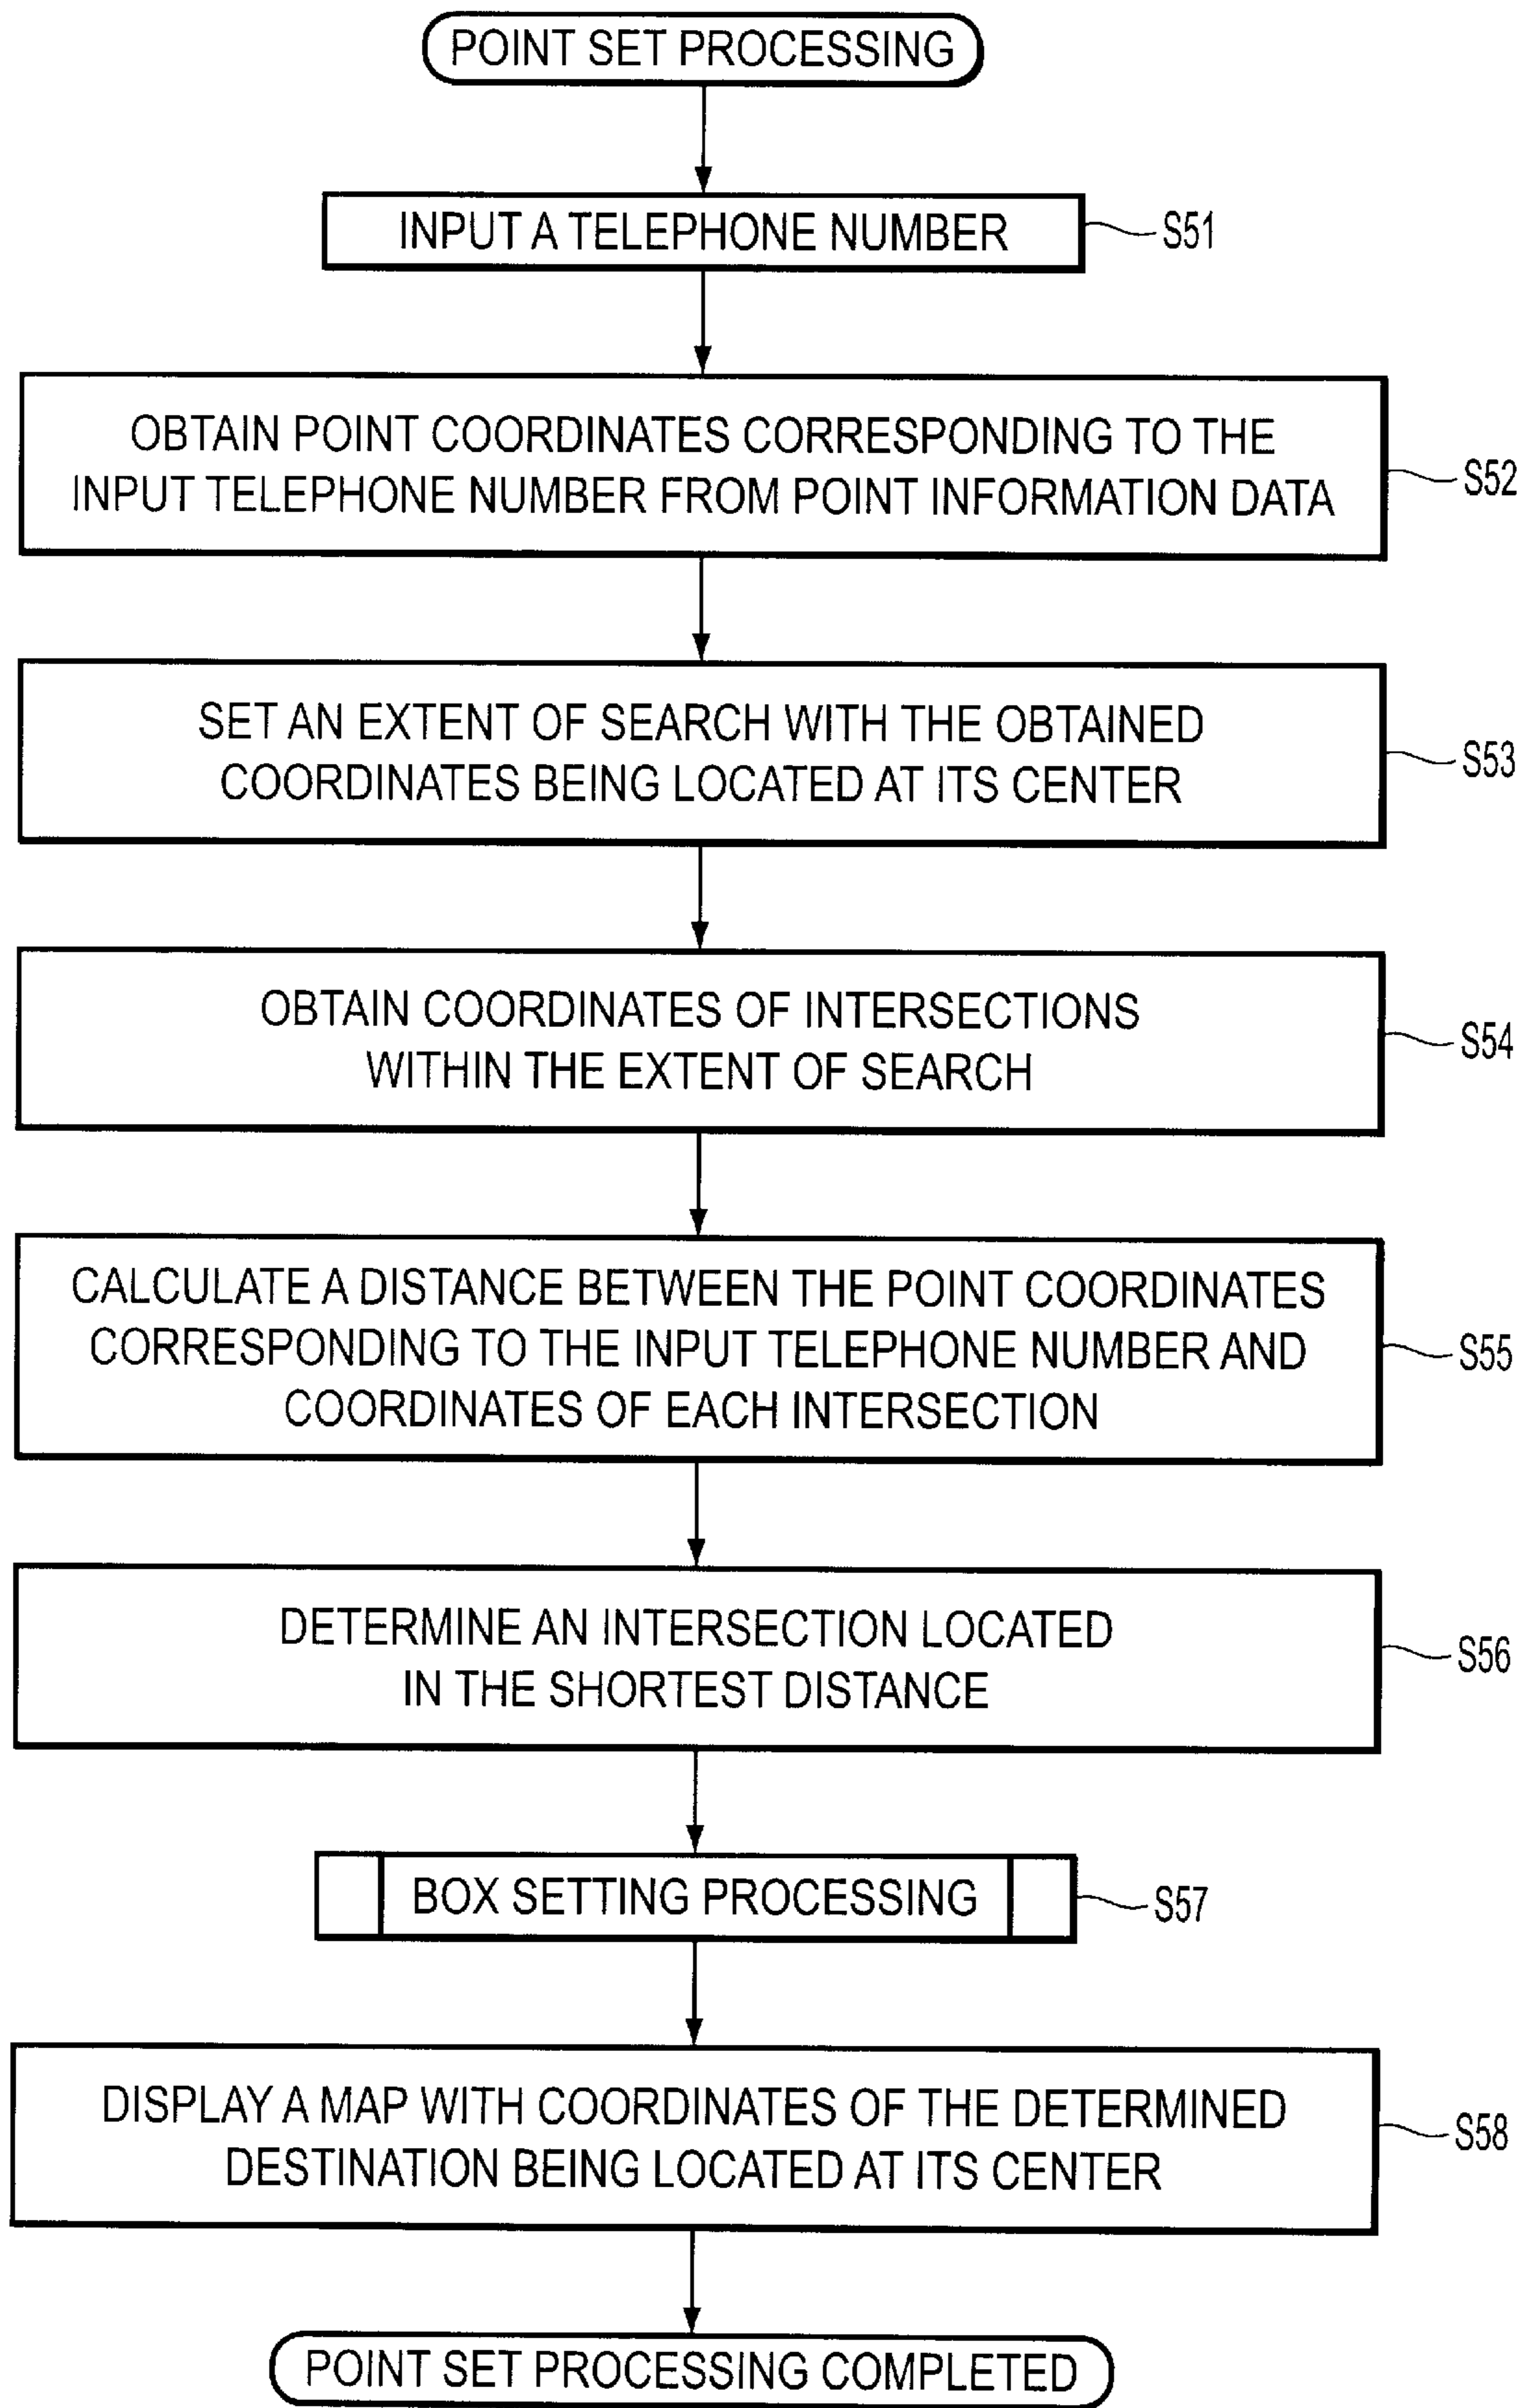 POINT SET PROCESSING
INPUT A TELEPHONE NUMBER
S51
OBTAIN POINT COORDINATES CORRESPONDING TO THE
INPUT TELEPHONE NUMBER FROM POINT INFORMATION DATA
S52
SET AN EXTENT OF SEARCH WITH THE OBTAINED
COORDINATES BEING LOCATED AT ITS CENTER
S53
OBTAIN COORDINATES OF INTERSECTIONS
WITHIN THE EXTENT OF SEARCH
S54
CALCULATE A DISTANCE BETWEEN THE POINT COORDINATES
CORRESPONDING TO THE INPUT TELEPHONE NUMBER AND
COORDINATES OF EACH INTERSECTION
S55
DETERMINE AN INTERSECTION LOCATED
IN THE SHORTEST DISTANCE
S56
BOX SETTING PROCESSING
S57
DISPLAY A MAP WITH COORDINATES OF THE DETERMINED
DESTINATION BEING LOCATED AT ITS CENTER
S58
POINT SET PROCESSING COMPLETED